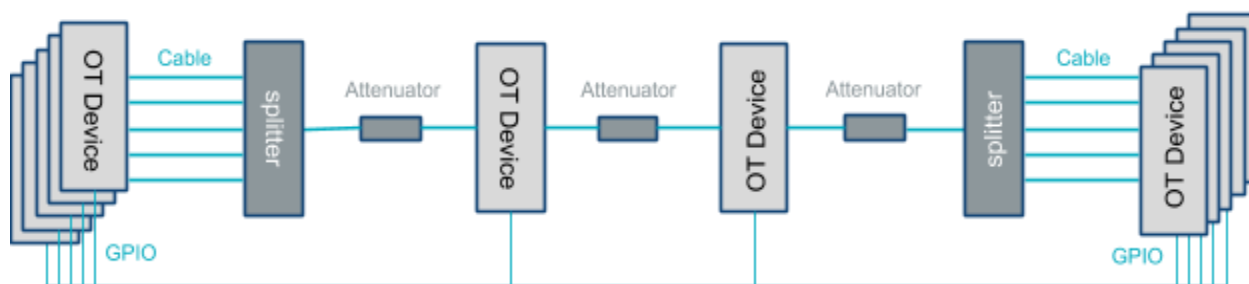 OT Device
Cable
splitter
Attenuator
OT Device
Attenuator
OT Device
Attenuator
splitter
Cable
OT Device
GPIO
GPIO